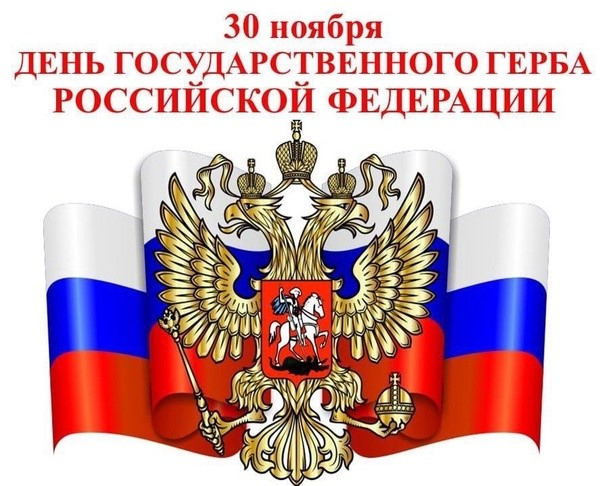 30 ноября
ДЕНЬ ГОСУДАРСТВЕННОГО ГЕРБА
РОССИЙСКОЙ ФЕДЕРАЦИИ